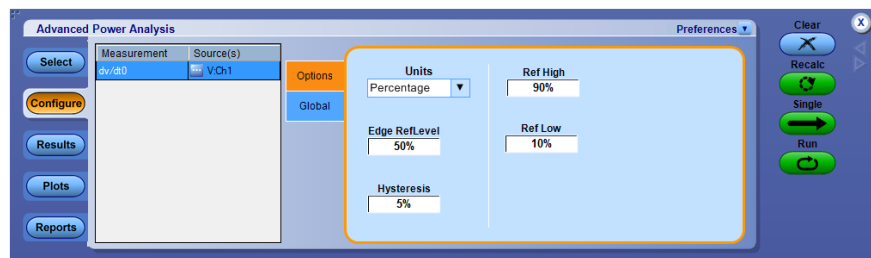 Advanced Power Analysis
Preferences
Clear
x
Select
Measurement Source(s)
dv/dt0 V:Ch1
Options
Global
Units
Percentage
Ref High
90%
Edge RefLevel
50%
Ref Low
10%
Hysteresis
5%
Configure
Results
Plots
Reports
Recalc
Single
Run